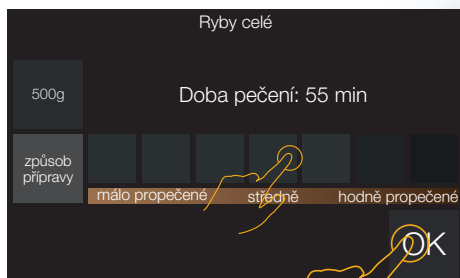 Ryby celé
500g
Doba pečení: 55 min
způsob
přípravy
málo propečené středně hodně propečené
OK